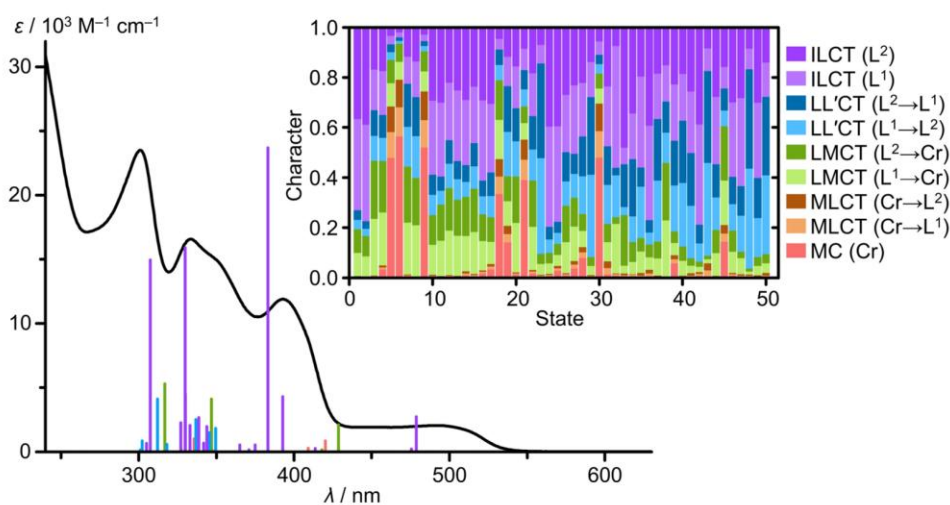 ε / 10³ M⁻¹ cm⁻¹
30
20
10
0
300 400 500 600
λ / nm
1.0
0.8
0.6
0.4
0.2
0.0
Character
0 10 20 30 40 50
State
ILCT (L²)
ILCT (L¹)
LL′CT (L²→L¹)
LL′CT (L¹→L²)
LMCT (L²→Cr)
LMCT (L¹→Cr)
MLCT (Cr→L²)
MLCT (Cr→L¹)
MC (Cr)